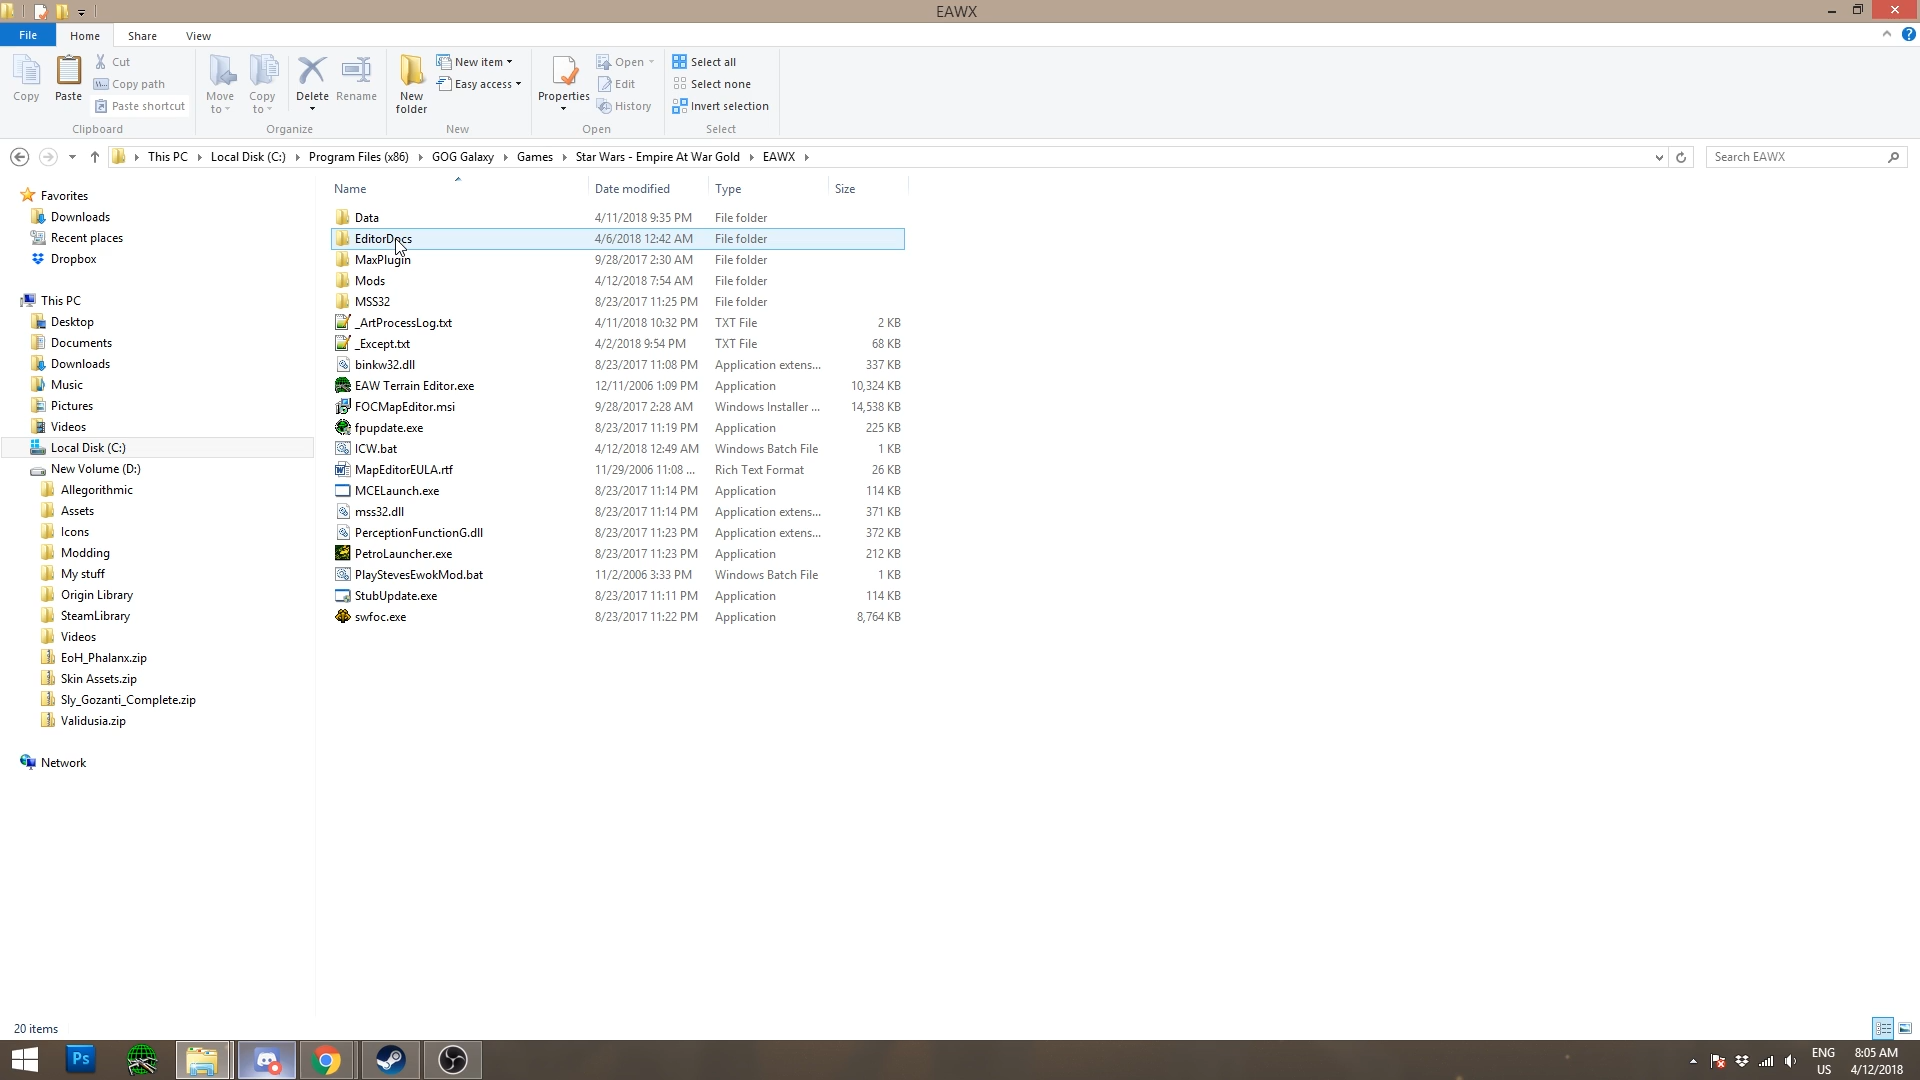 EAWX
File Home Share View
Copy Paste Cut Copy path Paste shortcut
Clipboard
Move to Copy to Delete Rename
Organize
New folder New item Easy access
New
Properties Open Edit History
Open
Select all Select none Invert selection
Select
This PC Local Disk (C:) Program Files (x86) GOG Galaxy Games Star Wars - Empire At War Gold EAWX
Search EAWX
Favorites
Downloads
Recent places
Dropbox
This PC
Desktop
Documents
Downloads
Music
Pictures
Videos
Local Disk (C:)
New Volume (D:)
Allegorithmic
Assets
Icons
Modding
My stuff
Origin Library
SteamLibrary
Videos
EoH_Phalanx.zip
Skin Assets.zip
Sly_Gozanti_Complete.zip
Validusia.zip
Network
Name Date modified Type Size
Data 4/11/2018 9:35 PM File folder
EditorDocs 4/6/2018 12:42 AM File folder
MaxPlugin 9/28/2017 2:30 AM File folder
Mods 4/12/2018 7:54 AM File folder
MSS32 8/23/2017 11:25 PM File folder
_ArtProcessLog.txt 4/11/2018 10:32 PM TXT File 2 KB
_Except.txt 4/2/2018 9:54 PM TXT File 68 KB
binkw32.dll 8/23/2017 11:08 PM Application extens... 337 KB
EAW Terrain Editor.exe 12/11/2006 1:09 PM Application 10,324 KB
FOCMapEditor.msi 9/28/2017 2:28 AM Windows Installer ... 14,538 KB
fpupdate.exe 8/23/2017 11:19 PM Application 225 KB
ICW.bat 4/12/2018 12:49 AM Windows Batch File 1 KB
MapEditorEULA.rtf 11/29/2006 11:08 ... Rich Text Format 26 KB
MCELaunch.exe 8/23/2017 11:14 PM Application 114 KB
mss32.dll 8/23/2017 11:14 PM Application extens... 371 KB
PerceptionFunctionG.dll 8/23/2017 11:23 PM Application extens... 372 KB
PetroLauncher.exe 8/23/2017 11:23 PM Application 212 KB
PlayStevesEwokMod.bat 11/2/2006 3:33 PM Windows Batch File 1 KB
StubUpdate.exe 8/23/2017 11:11 PM Application 114 KB
swfoc.exe 8/23/2017 11:22 PM Application 8,764 KB
20 items
Ps
ENG 8:05 AM
US 4/12/2018